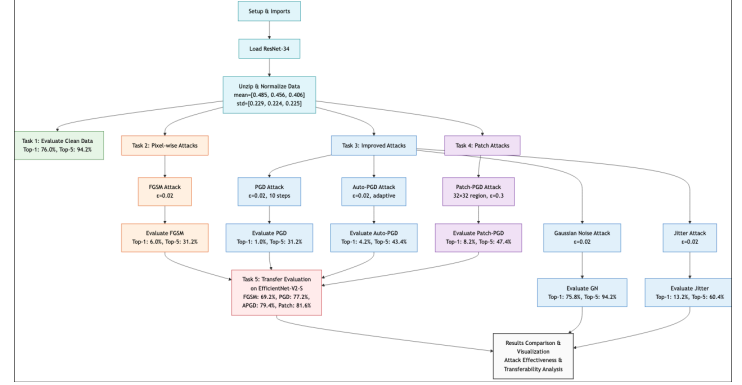 Setup & Imports
Load ResNet-34
Unzip & Normalize Data
mean=[0.485, 0.456, 0.406]
std=[0.229, 0.224, 0.225]
Task 1: Evaluate Clean Data
Top-1: 76.0%, Top-5: 94.2%
Task 2: Pixel-wise Attacks
Task 3: Improved Attacks
Task 4: Patch Attacks
FGSM Attack
ε=0.02
PGD Attack
ε=0.02, 10 steps
Auto-PGD Attack
ε=0.02, adaptive
Patch-PGD Attack
32×32 region, ε=0.3
Gaussian Noise Attack
ε=0.02
Jitter Attack
ε=0.02
Evaluate FGSM
Top-1: 6.0%, Top-5: 31.2%
Evaluate PGD
Top-1: 1.0%, Top-5: 31.2%
Evaluate Auto-PGD
Top-1: 4.2%, Top-5: 43.4%
Evaluate Patch-PGD
Top-1: 8.2%, Top-5: 47.4%
Task 5: Transfer Evaluation
on EfficientNet-V2-S
FGSM: 69.2%, PGD: 77.2%,
APGD: 79.4%, Patch: 81.6%
Evaluate GN
Top-1: 75.8%, Top-5: 94.2%
Evaluate Jitter
Top-1: 13.2%, Top-5: 60.4%
Results Comparison &
Visualization
Attack Effectiveness &
Transferability Analysis